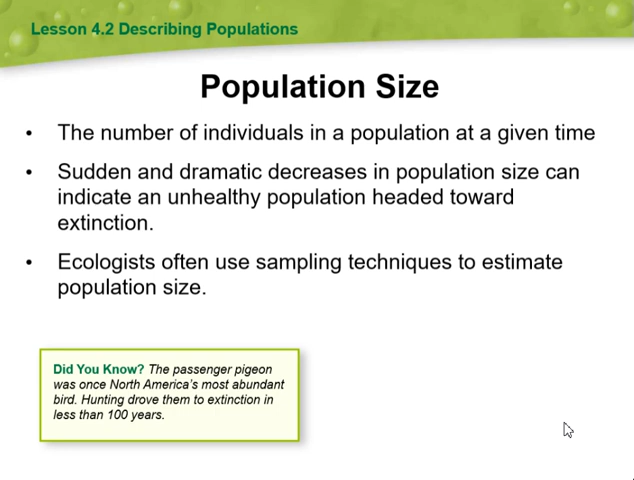 Lesson 4.2 Describing Populations
Population Size
• The number of individuals in a population at a given time
• Sudden and dramatic decreases in population size can
indicate an unhealthy population headed toward
extinction.
• Ecologists often use sampling techniques to estimate
population size.
Did You Know? The passenger pigeon
was once North America's most abundant
bird. Hunting drove them to extinction in
less than 100 years.